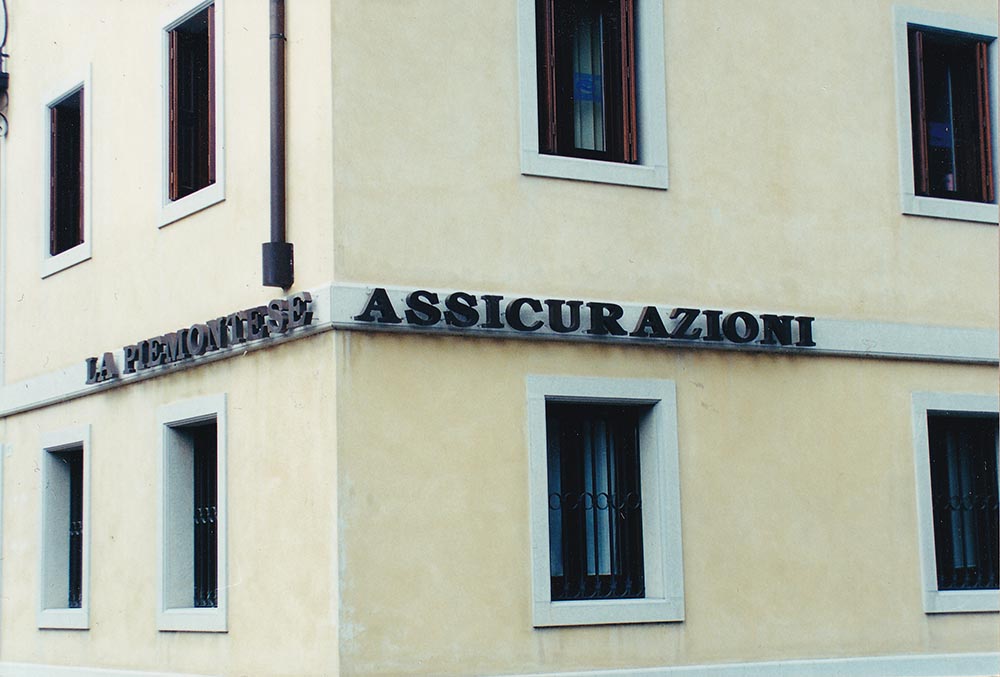 LA PIEMONTESE
ASSICURAZIONI